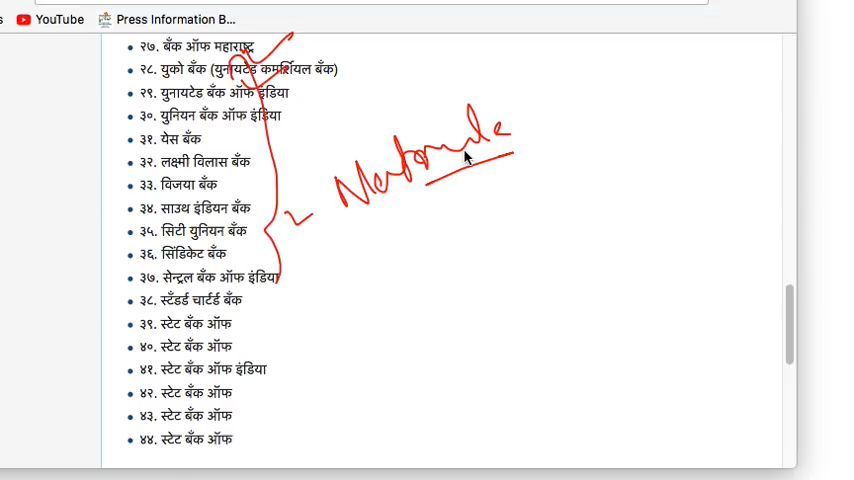 YouTube Press Information B...
२७. बँक ऑफ महाराष्ट्र
२८. युको बँक (युनायटेड कमर्शियल बँक)
२९. युनायटेड बँक ऑफ इंडिया
३०. युनियन बँक ऑफ इंडिया
३१. येस बँक
३२. लक्ष्मी विलास बँक
३३. विजया बँक
३४. साउथ इंडियन बँक
३५. सिटी युनियन बँक
३६. सिंडिकेट बँक
३७. सेन्ट्रल बँक ऑफ इंडिया
३८. स्टँडर्ड चार्टर्ड बँक
३९. स्टेट बँक ऑफ
४०. स्टेट बँक ऑफ
४१. स्टेट बँक ऑफ इंडिया
४२. स्टेट बँक ऑफ
४३. स्टेट बँक ऑफ
४४. स्टेट बँक ऑफ